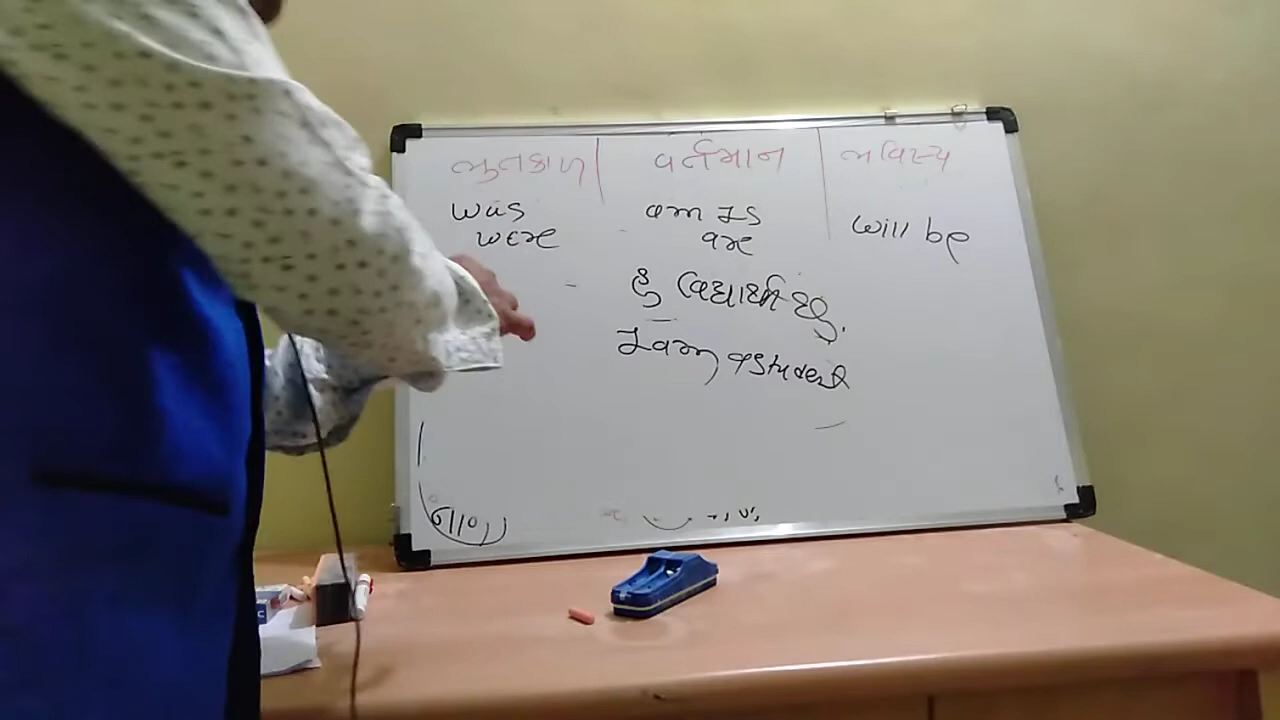 ભુતકાળ વર્તમાન ભવિસ્ય
was am Is will be
were are
હું વિદ્યાર્થી છું.
I am a student